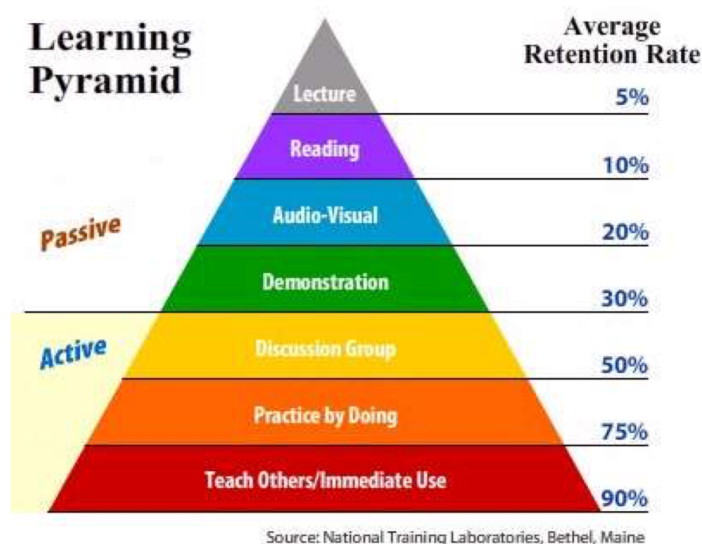 Learning
Pyramid
Average
Retention Rate
Lecture
5%
Reading
10%
Audio-Visual
20%
Passive
Demonstration
30%
Active
Discussion Group
50%
Practice by Doing
75%
Teach Others/Immediate Use
90%
Source: National Training Laboratories, Bethel, Maine